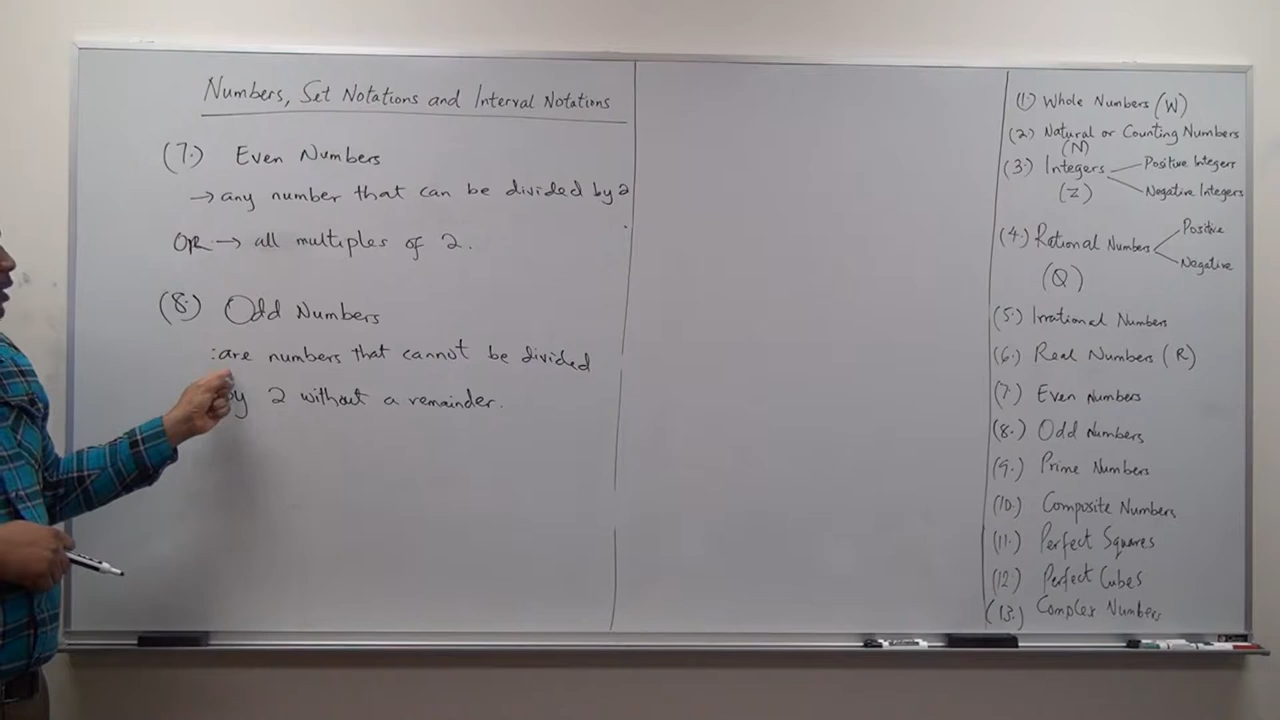 Numbers, Set Notations and Interval Notations
(7.) Even Numbers
→ any number that can be divided by 2
OR → all multiples of 2.
(8.) Odd Numbers
: are numbers that cannot be divided
by 2 without a remainder.
(1) Whole Numbers (W)
(2) Natural or Counting Numbers
(N)
(3.) Integers
Positive Integers
Negative Integers
(Z)
(4.) Rational Numbers
Positive
Negative
(Q)
(5.) Irrational Numbers
(6.) Real Numbers (R)
(7.) Even Numbers
(8.) Odd Numbers
(9.) Prime Numbers
(10.) Composite Numbers
(11.) Perfect Squares
(12.) Perfect Cubes
(13.) Complex Numbers